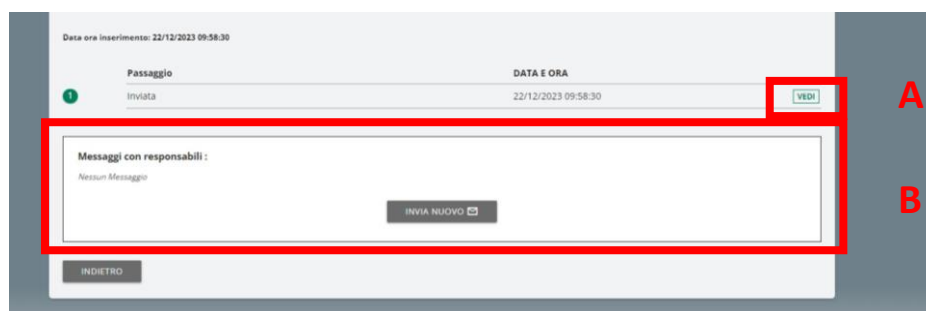 Data ora inserimento: 22/12/2023 09:58:30
Passaggio DATA E ORA
1 Inviata 22/12/2023 09:58:30 VEDI
A
Messaggi con responsabili :
Nessun Messaggio
B
INVIA NUOVO
INDIETRO